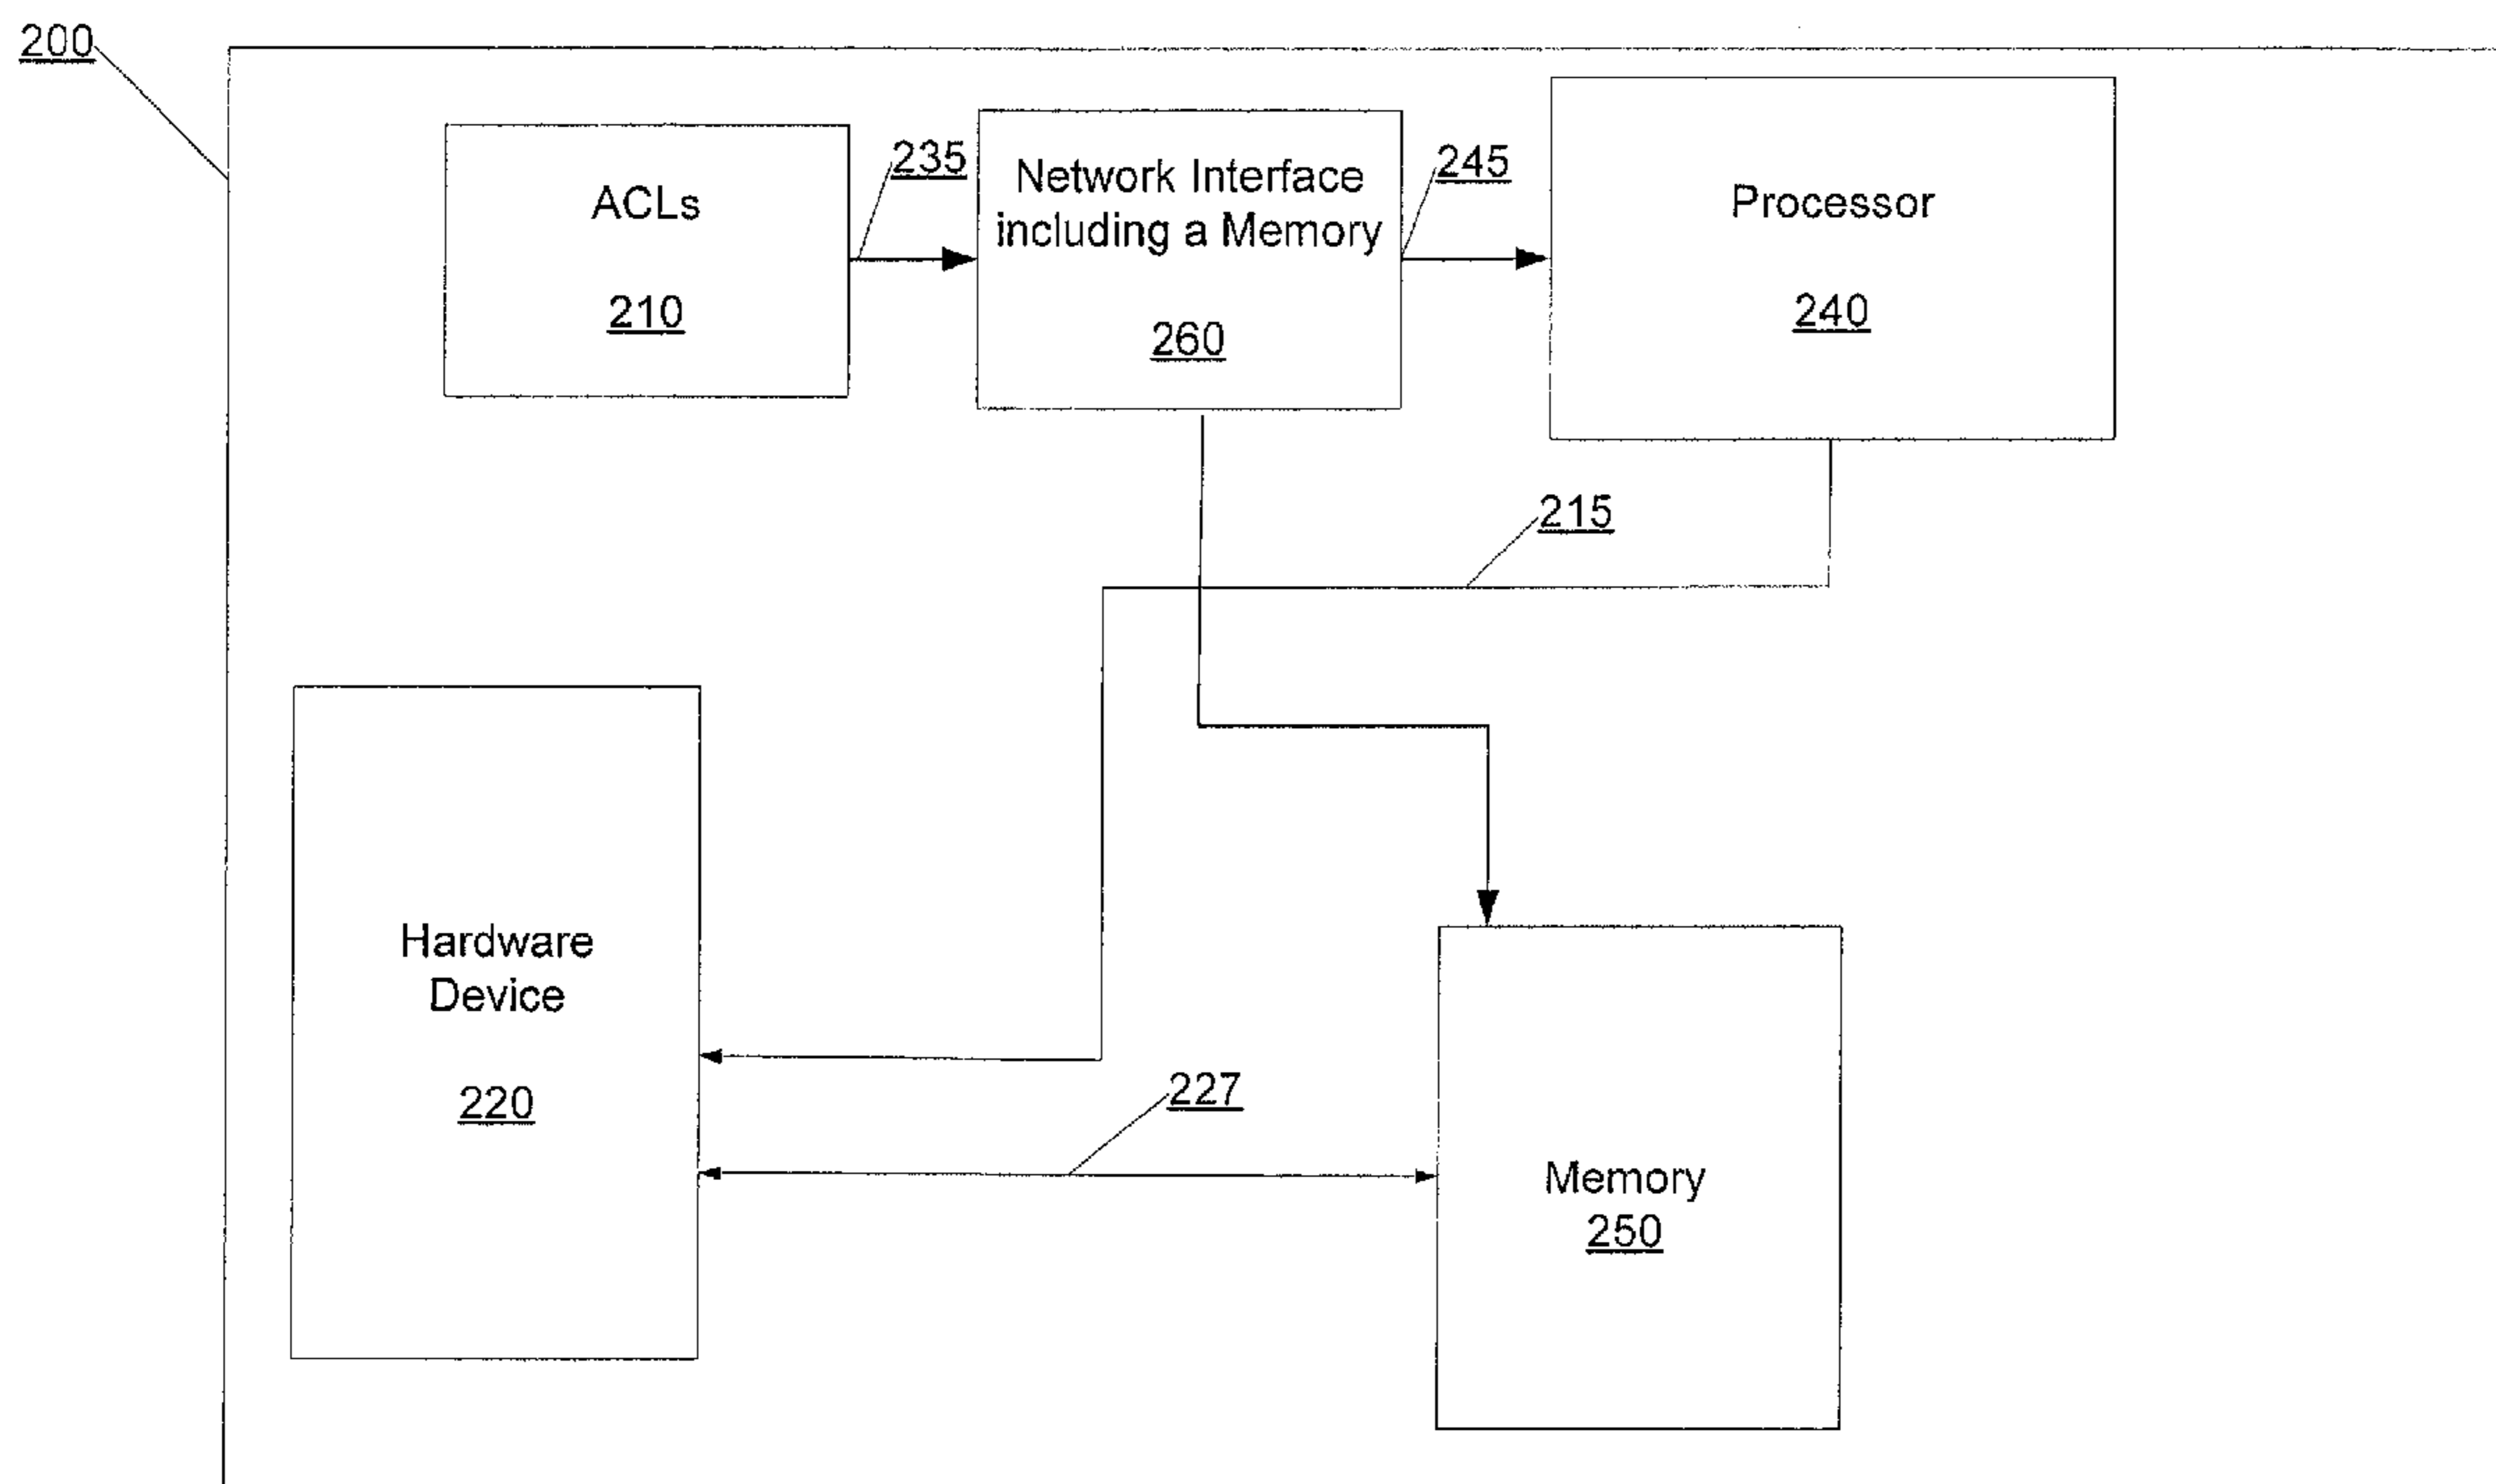 200
ACLs
210
235
Network Interface
including a Memory
260
245
Processor
240
215
Hardware
Device
220
227
Memory
250